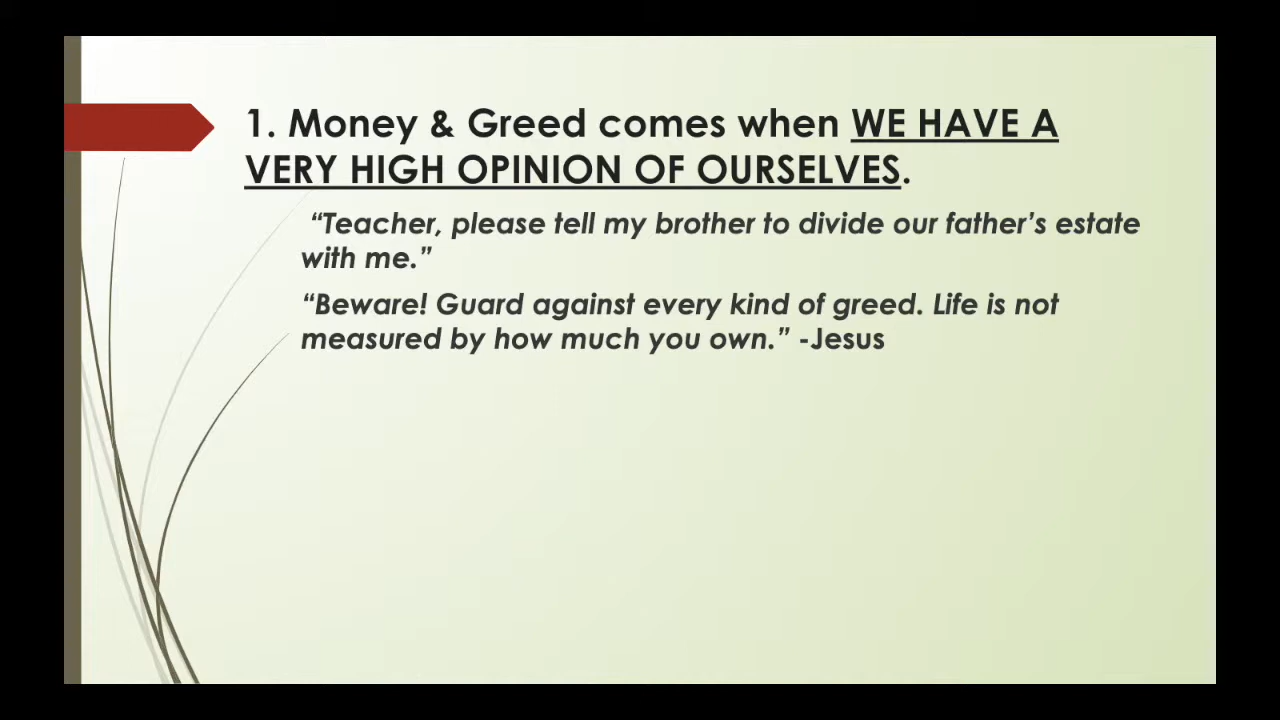 1. Money & Greed comes when WE HAVE A
VERY HIGH OPINION OF OURSELVES.
“Teacher, please tell my brother to divide our father’s estate
with me.”
“Beware! Guard against every kind of greed. Life is not
measured by how much you own.” -Jesus